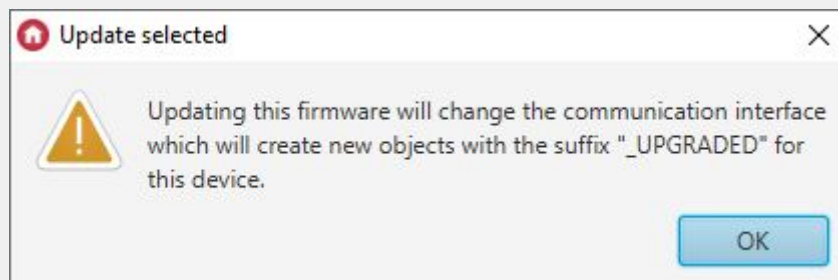 Update selected
Updating this firmware will change the communication interface
which will create new objects with the suffix "_UPGRADED" for
this device.
OK